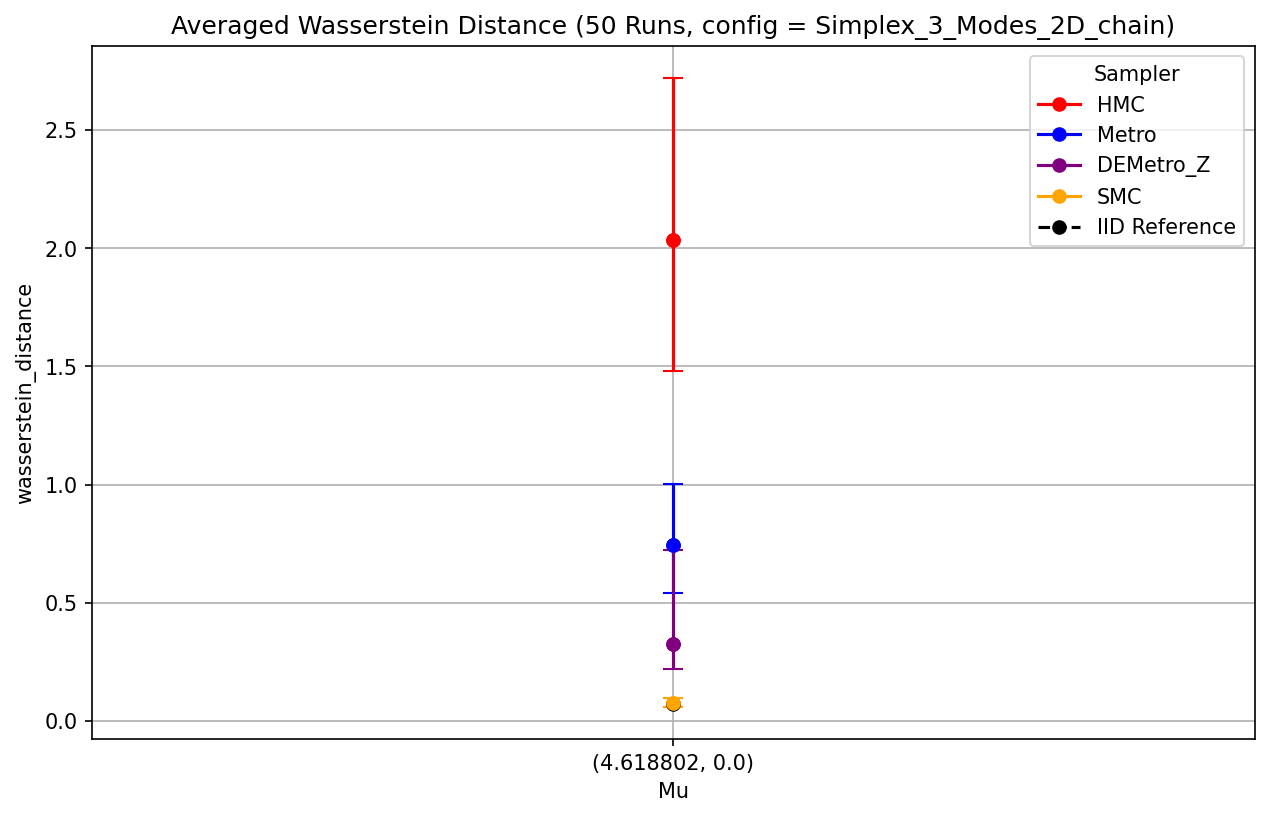 Averaged Wasserstein Distance (50 Runs, config = Simplex_3_Modes_2D_chain)
Sampler
HMC
Metro
DEMetro_Z
SMC
IID Reference
wasserstein_distance
2.5
2.0
1.5
1.0
0.5
0.0
(4.618802, 0.0)
Mu